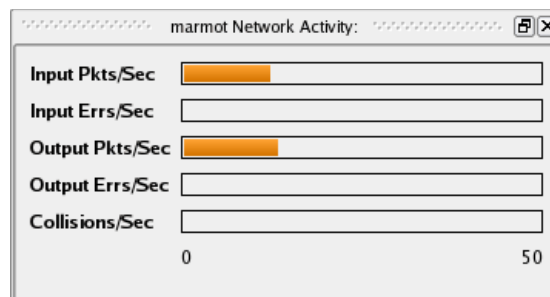 marmot Network Activity:
Input Pkts/Sec
Input Errs/Sec
Output Pkts/Sec
Output Errs/Sec
Collisions/Sec
0 50